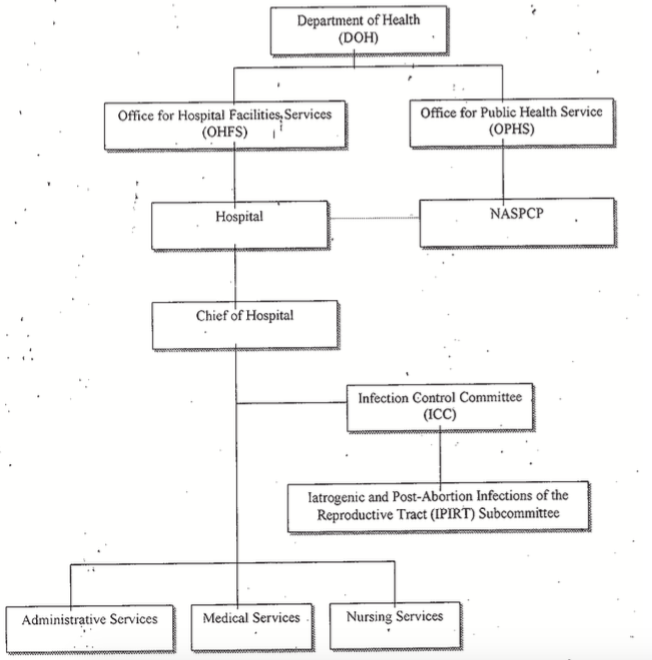 Department of Health
(DOH)
Office for Hospital Facilities Services
(OHFS)
Office for Public Health Service
(OPHS)
Hospital
NASPCP
Chief of Hospital
Infection Control Committee
(ICC)
Iatrogenic and Post-Abortion Infections of the
Reproductive Tract (IPIRT) Subcommittee
Administrative Services
Medical Services
Nursing Services